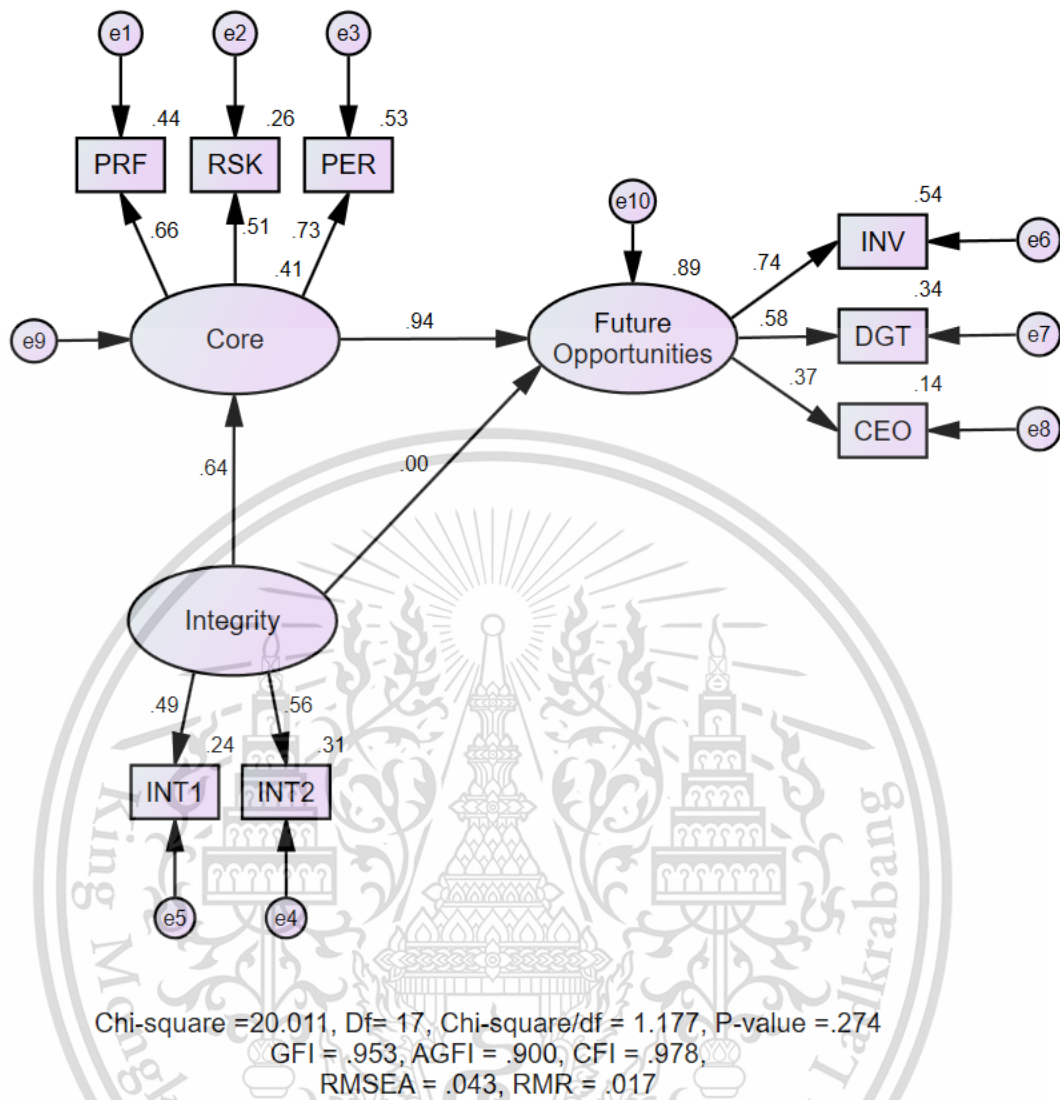 e1
e2
e3
.44
.26
.53
PRF
RSK
PER
.66
.51
.73
.41
Core
e9
.94
e10
.89
Future
Opportunities
.74
.58
.37
.54
INV
e6
.34
DGT
e7
.14
CEO
e8
.64
.00
Integrity
.49
.56
.24
.31
INT1
INT2
e5
e4
Chi-square =20.011, Df= 17, Chi-square/df = 1.177, P-value =.274
GFI = .953, AGFI = .900, CFI = .978,
RMSEA = .043, RMR = .017
King Mongk
Ladkrabang